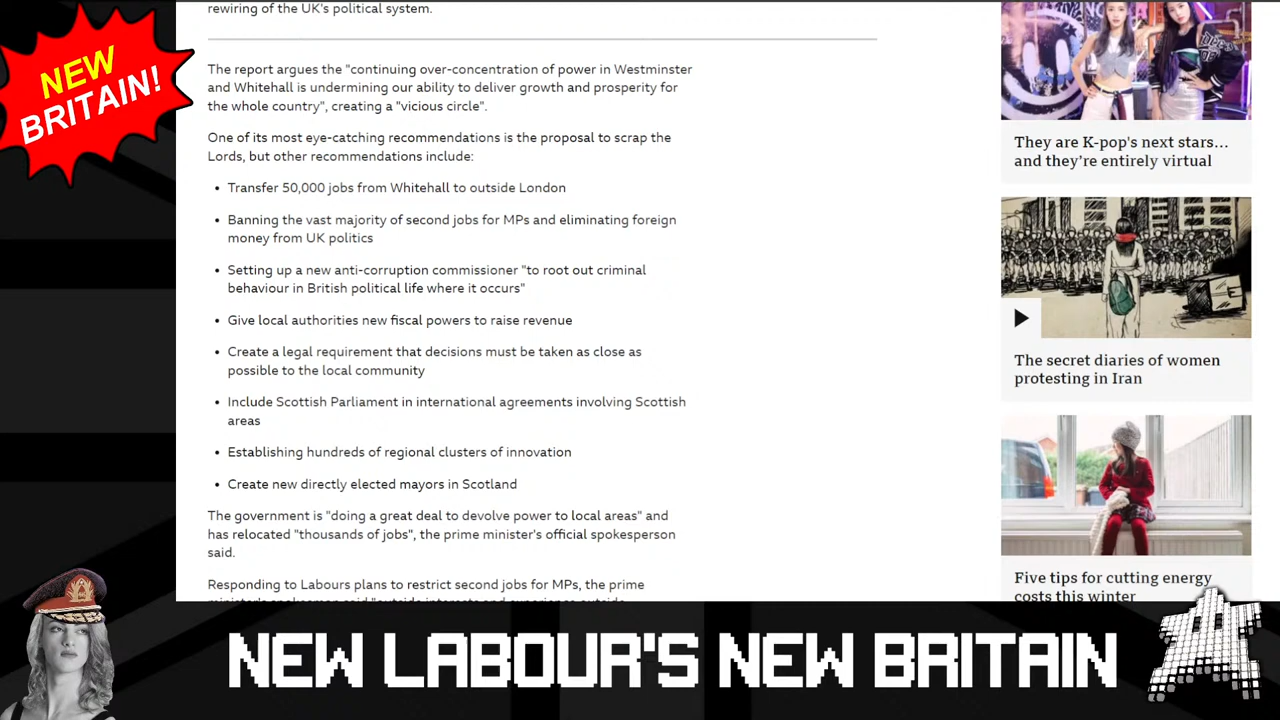 rewiring of the UK's political system.
NEW
BRITAIN!
The report argues the "continuing over-concentration of power in Westminster
and Whitehall is undermining our ability to deliver growth and prosperity for
the whole country", creating a "vicious circle".
One of its most eye-catching recommendations is the proposal to scrap the
Lords, but other recommendations include:
• Transfer 50,000 jobs from Whitehall to outside London
• Banning the vast majority of second jobs for MPs and eliminating foreign
money from UK politics
• Setting up a new anti-corruption commissioner "to root out criminal
behaviour in British political life where it occurs"
• Give local authorities new fiscal powers to raise revenue
• Create a legal requirement that decisions must be taken as close as
possible to the local community
• Include Scottish Parliament in international agreements involving Scottish
areas
• Establishing hundreds of regional clusters of innovation
• Create new directly elected mayors in Scotland
The government is "doing a great deal to devolve power to local areas" and
has relocated "thousands of jobs", the prime minister's official spokesperson
said.
Responding to Labours plans to restrict second jobs for MPs, the prime
They are K-pop's next stars...
and they're entirely virtual
The secret diaries of women
protesting in Iran
Five tips for cutting energy
costs this winter
NEW LABOUR'S NEW BRITAIN